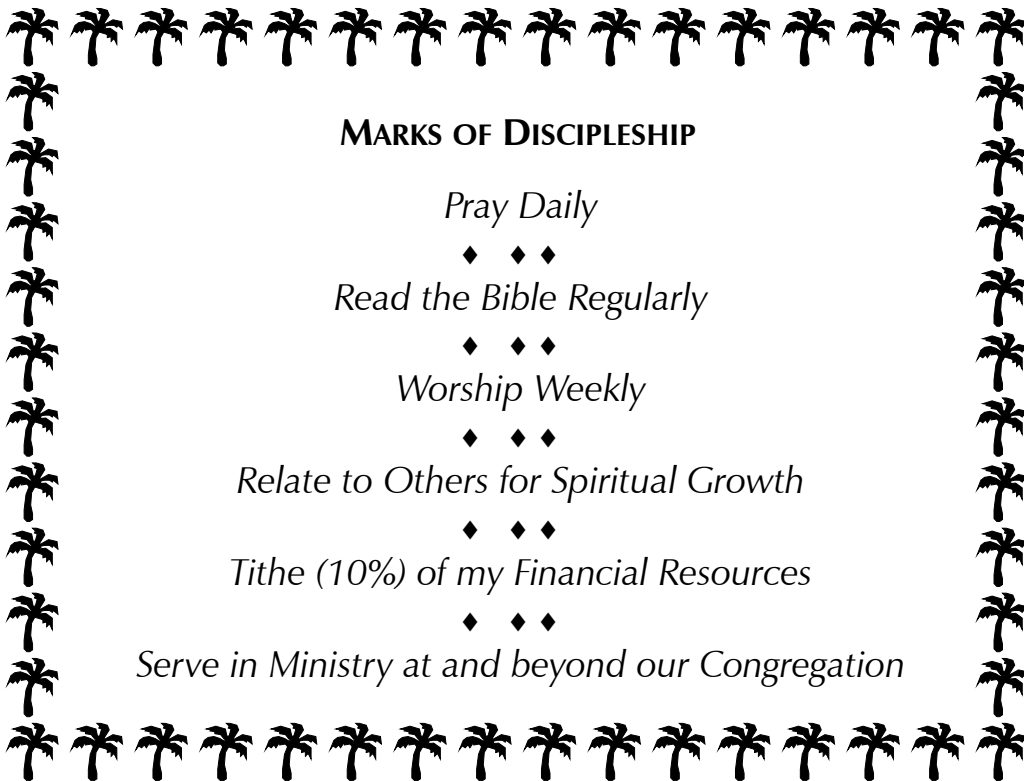 Marks of Discipleship
Pray Daily
♦ ♦ ♦
Read the Bible Regularly
♦ ♦ ♦
Worship Weekly
♦ ♦ ♦
Relate to Others for Spiritual Growth
♦ ♦ ♦
Tithe (10%) of my Financial Resources
♦ ♦ ♦
Serve in Ministry at and beyond our Congregation